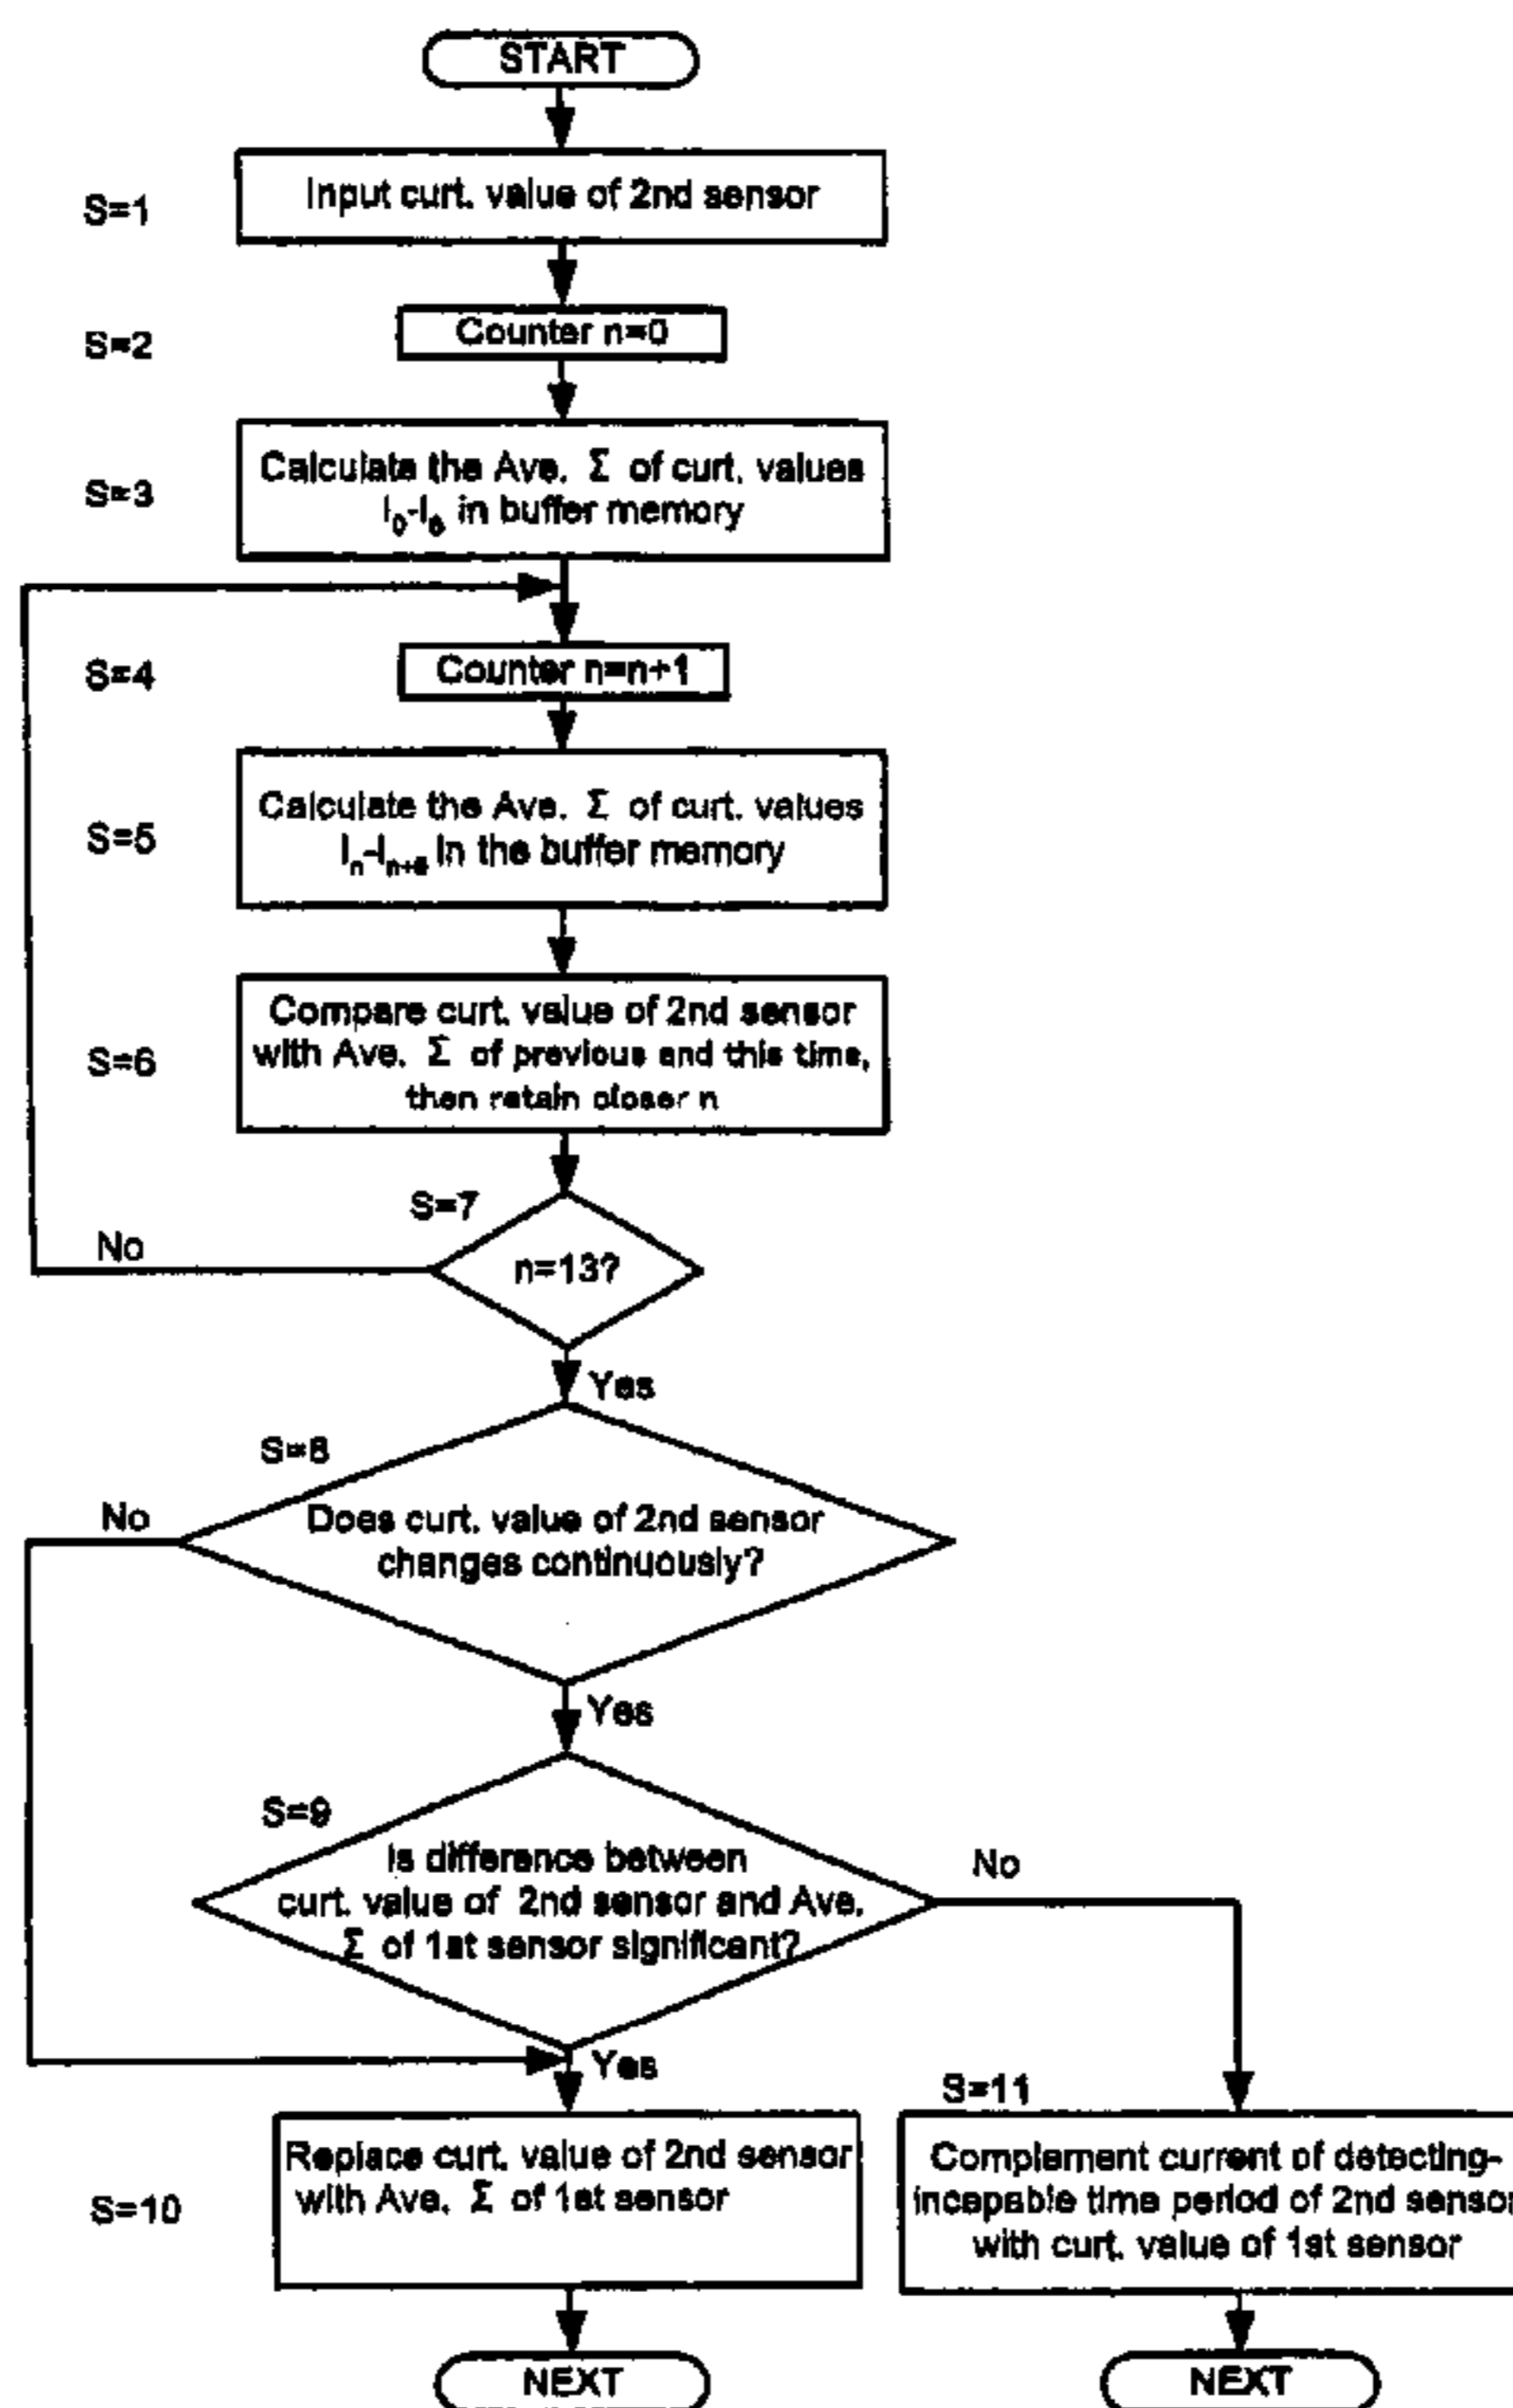 START
S=1
Input curt. value of 2nd sensor
S=2
Counter n=0
S=3
Calculate the Ave. Σ of curt. values
I0-I6 in buffer memory
S=4
Counter n=n+1
S=5
Calculate the Ave. Σ of curt. values
In-In+6 in the buffer memory
S=6
Compare curt. value of 2nd sensor
with Ave. Σ of previous and this time,
then retain closer n
S=7
n=13?
No
Yes
S=8
Does curt. value of 2nd sensor
changes continuously?
No
Yes
S=9
Is difference between
curt. value of 2nd sensor and Ave.
Σ of 1st sensor significant?
No
Yes
S=10
Replace curt. value of 2nd sensor
with Ave. Σ of 1st sensor
S=11
Complement current of detecting-
incapable time period of 2nd sensor
with curt. value of 1st sensor
NEXT
NEXT